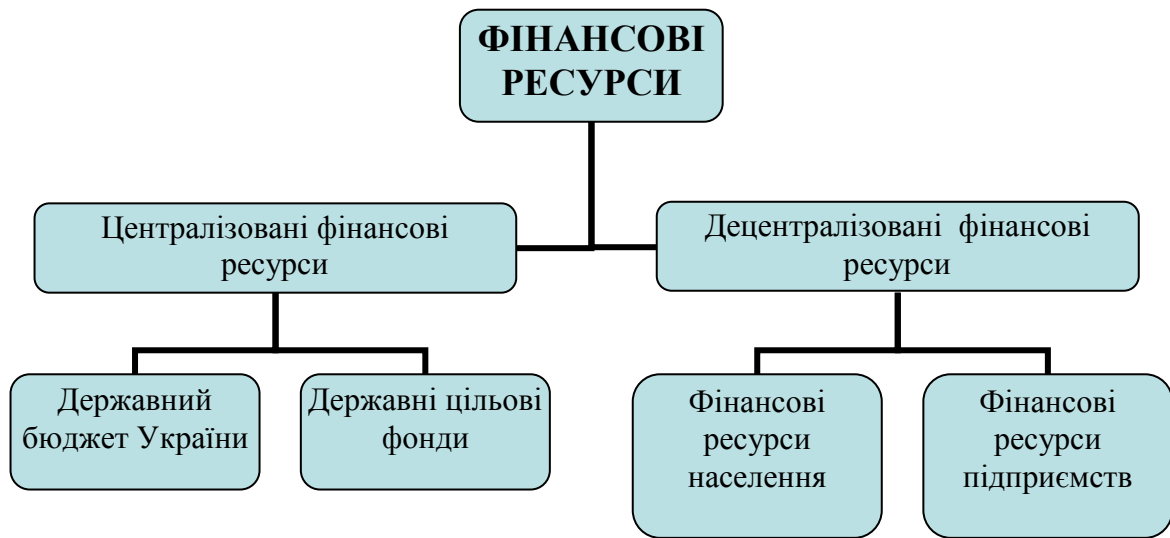 ФІНАНСОВІ
РЕСУРСИ
Централізовані фінансові
ресурси
Децентралізовані фінансові
ресурси
Державний
бюджет України
Державні цільові
фонди
Фінансові
ресурси
населення
Фінансові
ресурси
підприємств